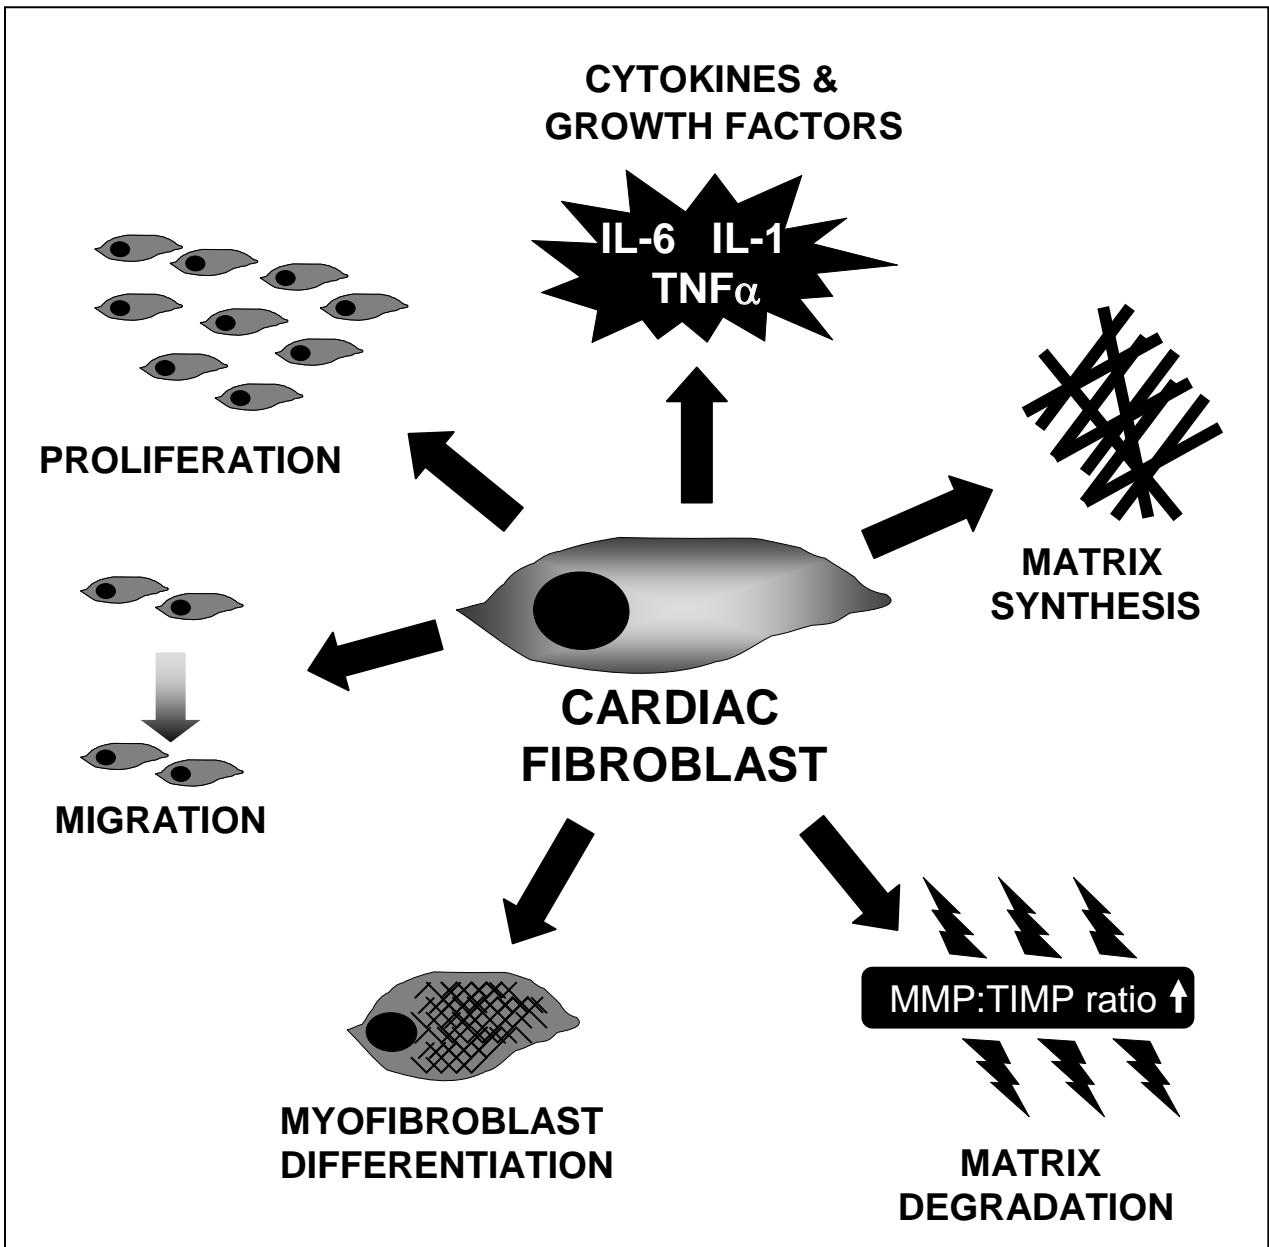 CYTOKINES &
GROWTH FACTORS
IL-6 IL-1
TNFα
PROLIFERATION
MATRIX
SYNTHESIS
CARDIAC
FIBROBLAST
MIGRATION
MMP:TIMP ratio
MYOFIBROBLAST
DIFFERENTIATION
MATRIX
DEGRADATION